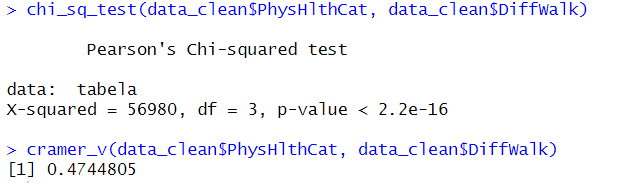 > chi_sq_test(data_clean$PhysHlthCat, data_clean$DiffWalk)
Pearson's Chi-squared test
data:  tabela
X-squared = 56980, df = 3, p-value < 2.2e-16
> cramer_v(data_clean$PhysHlthCat, data_clean$DiffWalk)
[1] 0.4744805